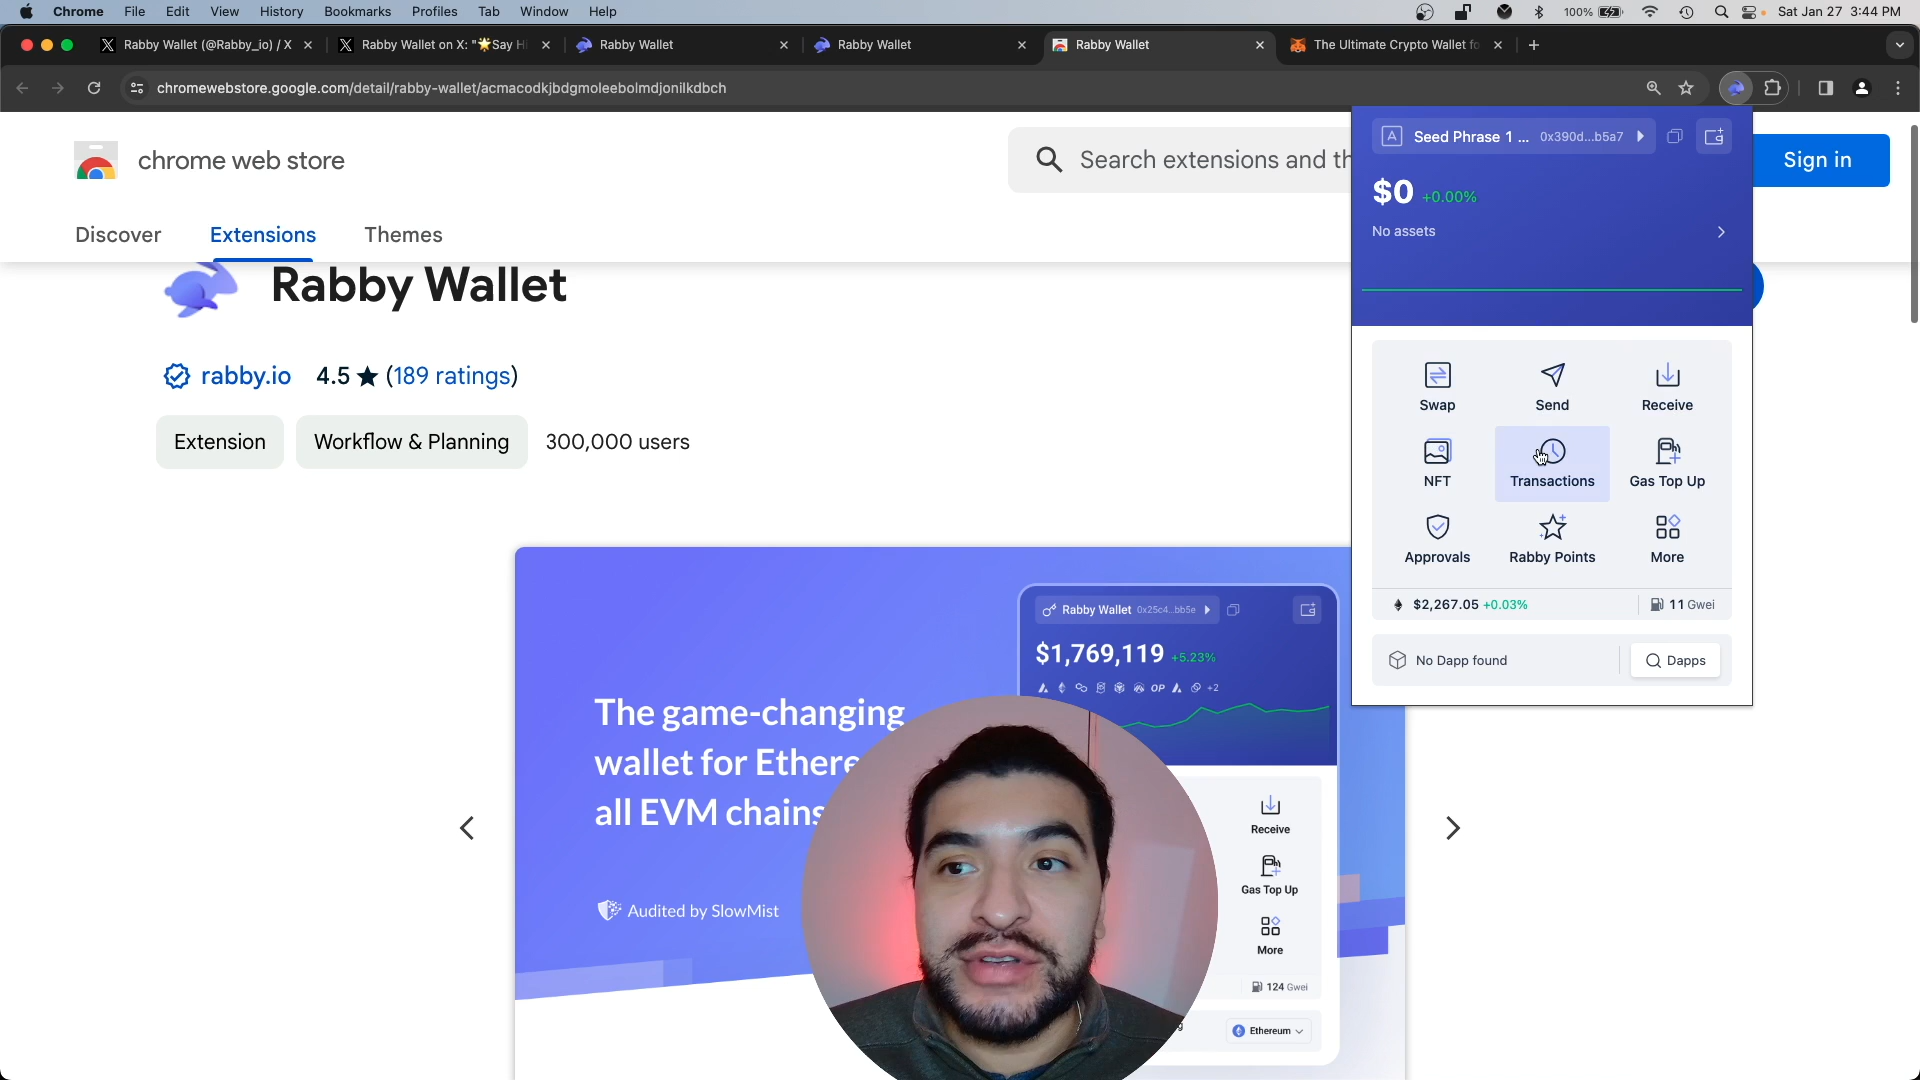 Chrome File Edit View History Bookmarks Profiles Tab Window Help
100% Sat Jan 27 3:44 PM
Rabby Wallet (@Rabby_io) / X
Rabby Wallet on X: "🌟Say H
Rabby Wallet
Rabby Wallet
Rabby Wallet
The Ultimate Crypto Wallet fo
chromewebstore.google.com/detail/rabby-wallet/acmacodkjbdgmoleebolmdjonilkdbch
chrome web store
Search extensions and th
Sign in
Discover Extensions Themes
Rabby Wallet
rabby.io 4.5 ★ (189 ratings)
Extension Workflow & Planning 300,000 users
Seed Phrase 1 ... 0x390d...b5a7
$0 +0.00%
No assets
Swap Send Receive
NFT Transactions Gas Top Up
Approvals Rabby Points More
$2,267.05 +0.03% 11 Gwei
No Dapp found Dapps
The game-changing
wallet for Ethere
all EVM chains
Audited by SlowMist
Rabby Wallet 0x25c4...bb5e
$1,769,119 +5.23%
OP +2
Receive
Gas Top Up
More
124 Gwei
Ethereum